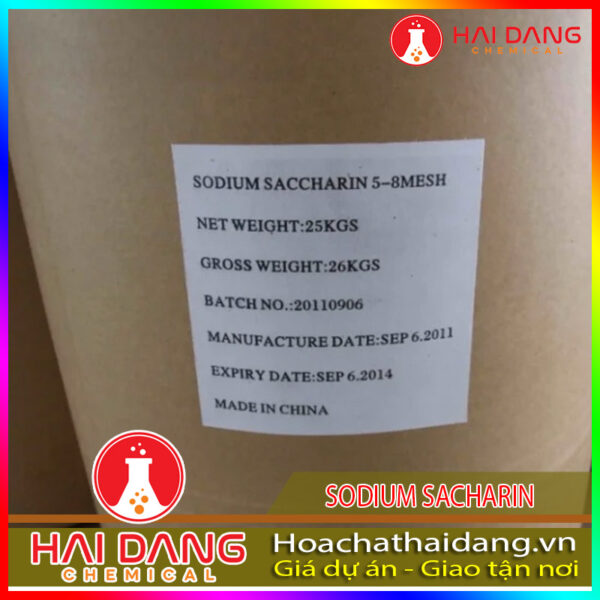 HAI DANG
CHEMICAL
SODIUM SACCHARIN 5-8MESH
NET WEIGHT:25KGS
GROSS WEIGHT:26KGS
BATCH NO.:20110906
MANUFACTURE DATE:SEP 6.2011
EXPIRY DATE:SEP 6.2014
MADE IN CHINA
SODIUM SACHARIN
HAI DANG
CHEMICAL
Hoachathaidang.vn
Giá dự án - Giao tận nơi